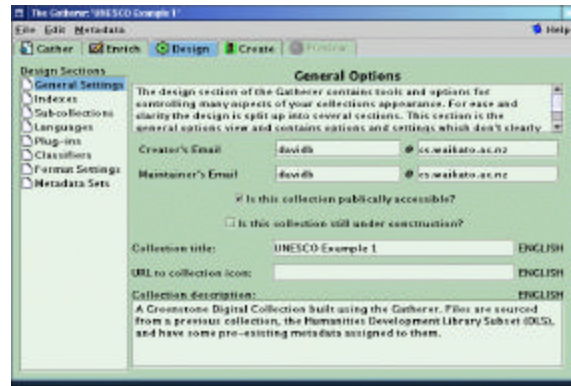 The Gatherer: "UNESCO Example 1"
File Edit Metadata Help
Gather Enrich Design Create Preview
Design Sections
General Settings
Indexes
Subcollections
Languages
Plug-ins
Classifiers
Format Settings
Metadata Sets
General Options
The design section of the Gatherer contains tools and options for
controlling many aspects of your collections appearance. For ease and
clarity the design is split up into several sections. This section is the
general options view and contains options and settings which don't clearly
Creator's Email davidb @ cs.waikato.ac.nz
Maintainer's Email davidb @ cs.waikato.ac.nz
Is this collection publically accessible?
Is this collection still under construction?
Collection title: UNESCO Example 1 ENGLISH
URL to collection icon: ENGLISH
Collection description: ENGLISH
A Greenstone Digital Collection built using the Gatherer. Files are sourced
from a previous collection, the Humanities Development Library Subset (DLS),
and have some pre-existing metadata assigned to them.